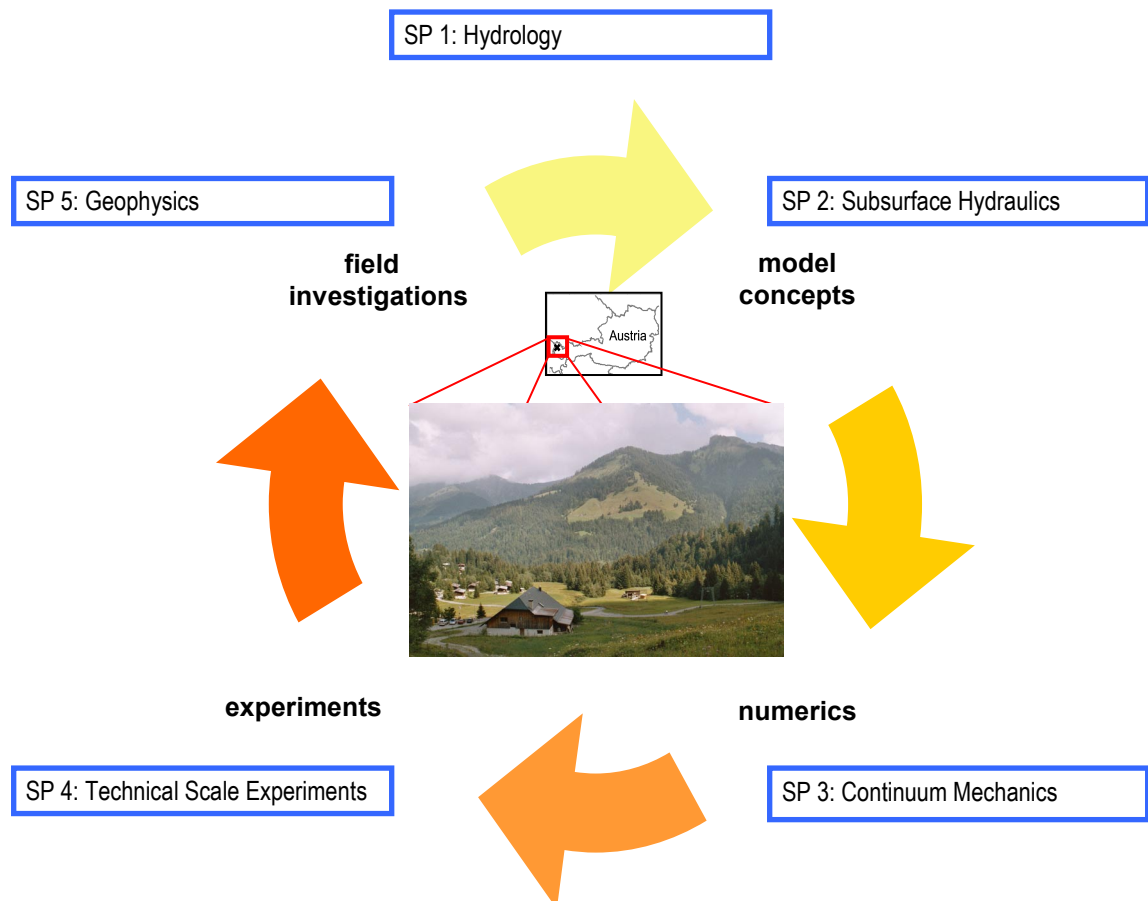 SP 1: Hydrology
SP 5: Geophysics
SP 2: Subsurface Hydraulics
field
investigations
model
concepts
Austria
experiments
numerics
SP 4: Technical Scale Experiments
SP 3: Continuum Mechanics